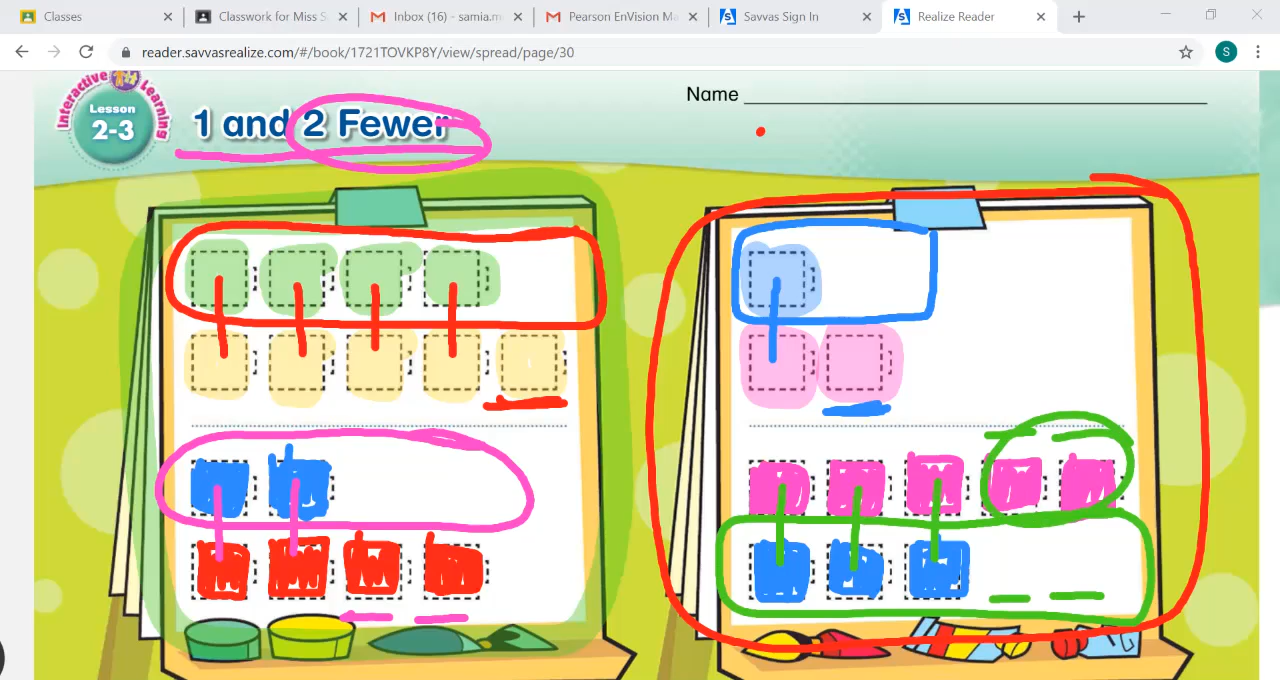 Classes
Classwork for Miss S
Inbox (16) - samia.m
Pearson EnVision Ma
Savvas Sign In
Realize Reader
reader.savvasrealize.com/#/book/1721TOVKP8Y/view/spread/page/30
S
Interactive Learning
Lesson
2-3
1 and 2 Fewer
Name